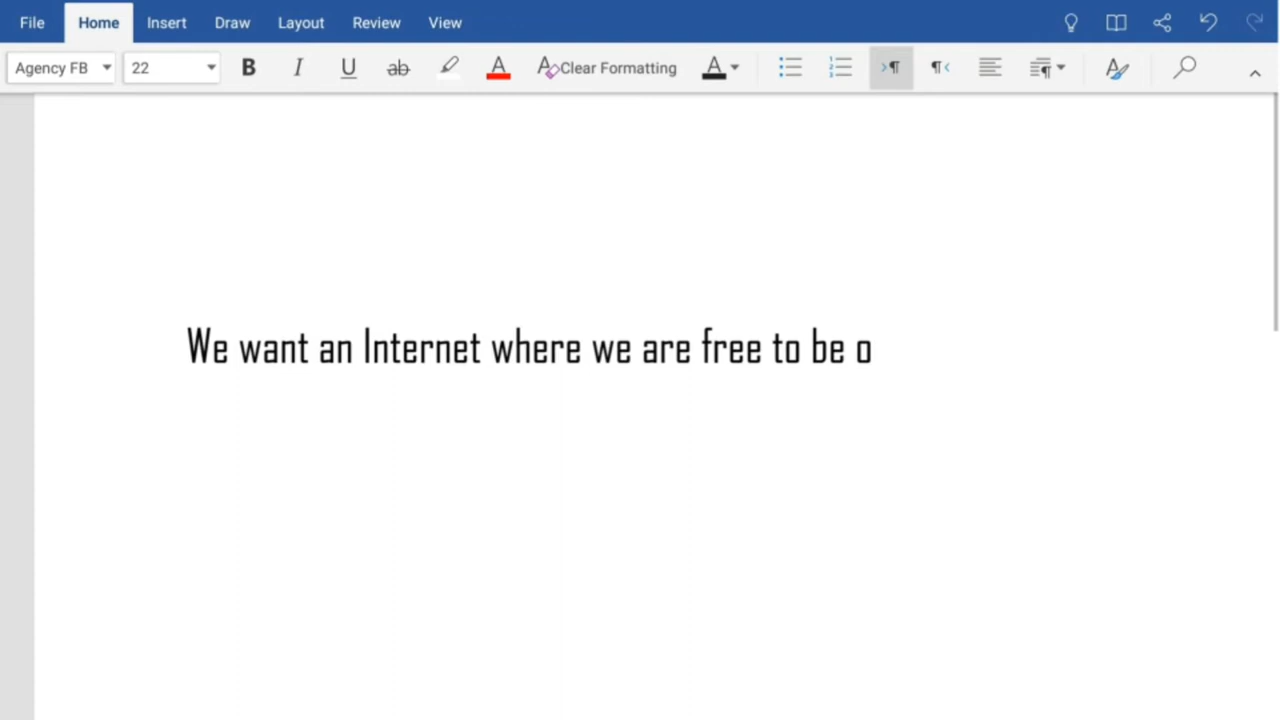 File Home Insert Draw Layout Review View
Agency FB 22 B I U ab A Clear Formatting A
We want an Internet where we are free to be o